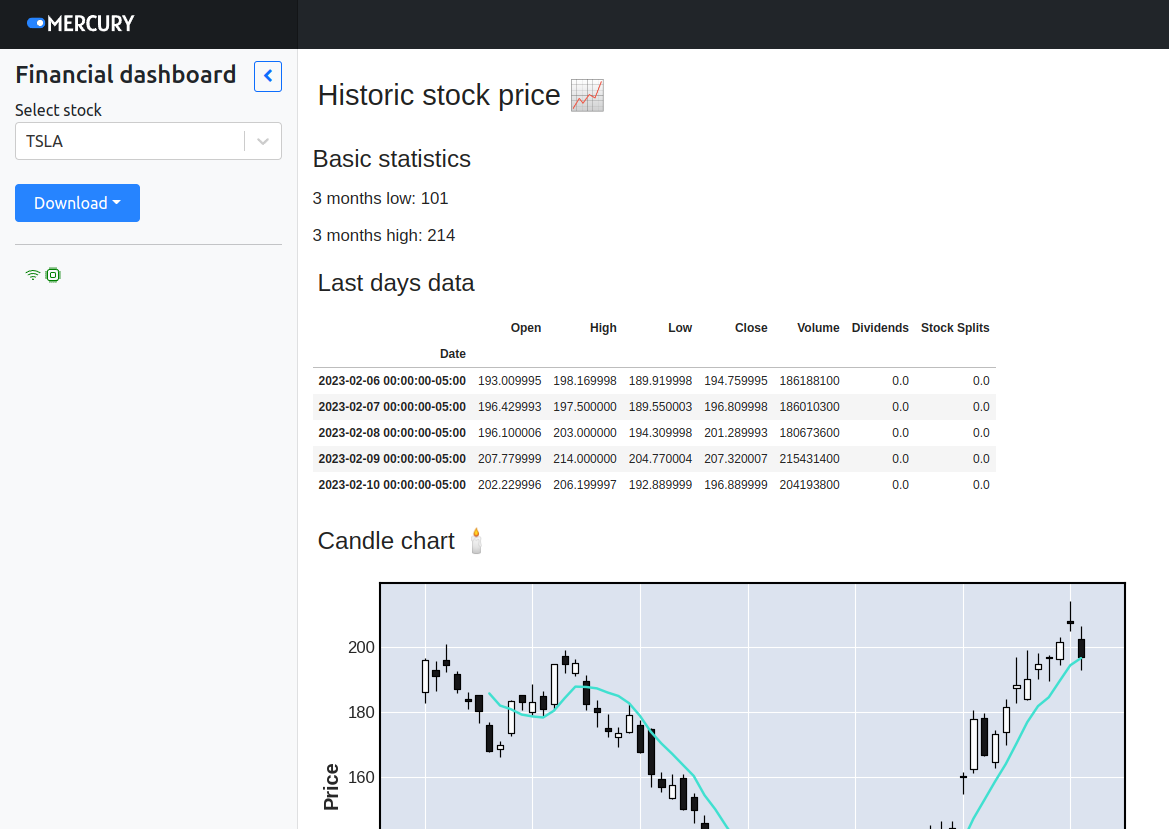 MERCURY
Financial dashboard
Select stock
TSLA
Download
Historic stock price
Basic statistics
3 months low: 101
3 months high: 214
Last days data
Open High Low Close Volume Dividends Stock Splits
Date
2023-02-06 00:00:00-05:00 193.009995 198.169998 189.919998 194.759995 186188100 0.0 0.0
2023-02-07 00:00:00-05:00 196.429993 197.500000 189.550003 196.809998 186010300 0.0 0.0
2023-02-08 00:00:00-05:00 196.100006 203.000000 194.309998 201.289993 180673600 0.0 0.0
2023-02-09 00:00:00-05:00 207.779999 214.000000 204.770004 207.320007 215431400 0.0 0.0
2023-02-10 00:00:00-05:00 202.229996 206.199997 192.889999 196.889999 204193800 0.0 0.0
Candle chart
200
180
160
Price